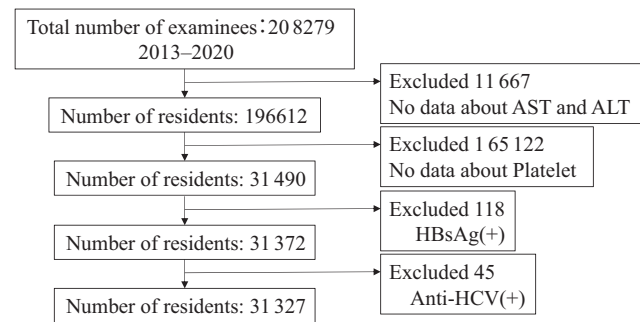 Total number of examinees：208279
2013–2020
Excluded 11 667
No data about AST and ALT
Number of residents: 196612
Excluded 1 65 122
No data about Platelet
Number of residents: 31 490
Excluded 118
HBsAg(+)
Number of residents: 31 372
Excluded 45
Anti-HCV(+)
Number of residents: 31 327